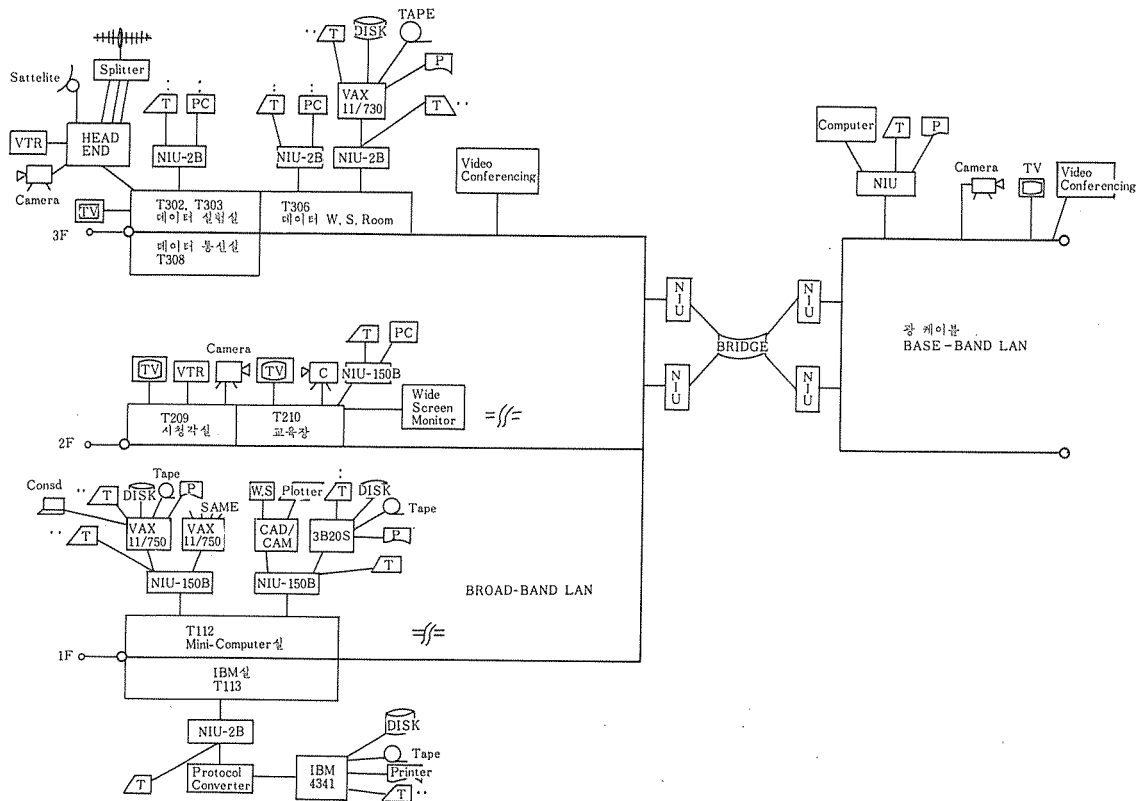 Splitter
Sattelite
HEAD
END
VTR
Camera
TV
T
PC
NIU-2B
T
PC
NIU-2B
T
DISK
TAPE
P
VAX
11/730
T
NIU-2B
Video
Conferencing
T302, T303
데이터 실험실
T306
데이터 W. S. Room
3F
데이터 통신실
T308
Computer
T
P
NIU
Camera
TV
Video
Conferencing
NIU
NIU
BRIDGE
NIU
NIU
광 케이블
BASE-BAND LAN
TV
VTR
Camera
TV
C
T
PC
NIU-150B
Wide
Screen
Monitor
T209
시청각실
T210
교육장
2F
Consd
T
DISK
Tape
P
VAX
11/750
SAME
VAX
11/750
T
NIU-150B
W.S
Plotter
T
DISK
Tape
CAD/
CAM
3B20S
P
T
NIU-150B
BROAD-BAND LAN
T112
Mini-Computer실
1F
IBM실
T113
NIU-2B
T
Protocol
Converter
IBM
4341
DISK
Tape
Printer
T